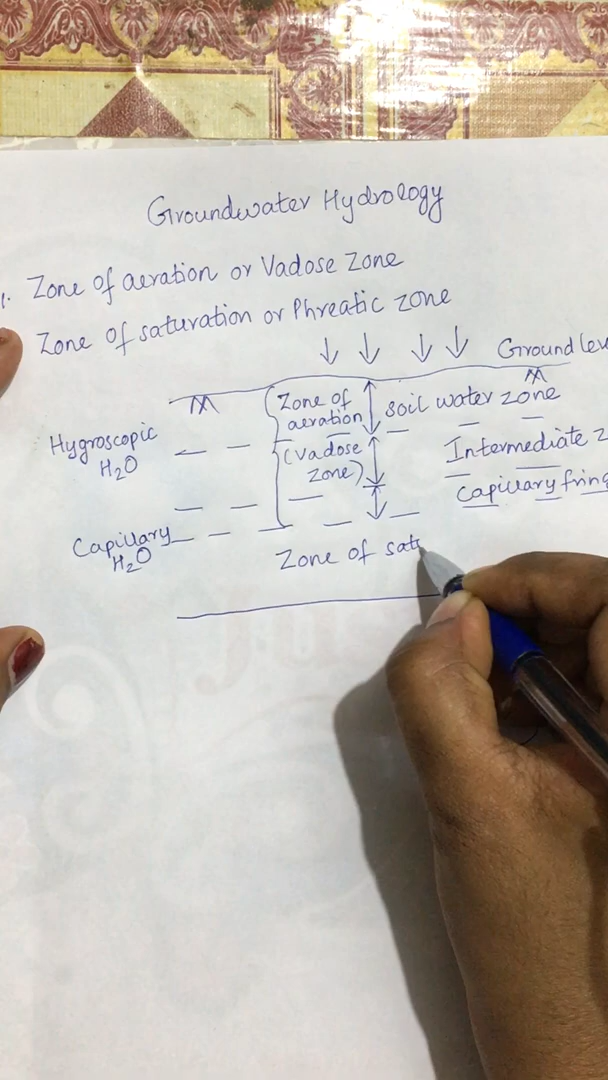 Groundwater Hydrology
1. Zone of aeration or Vadose Zone
Zone of saturation or Phreatic zone
Ground lev
Zone of
aeration
(Vadose
zone)
soil water zone
Intermediate z
capillary fring
Hygroscopic
H2O
Capillary
H2O
Zone of satu